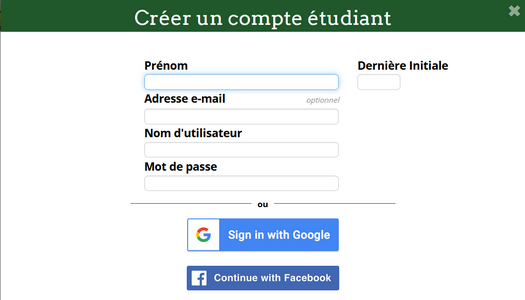 Créer un compte étudiant
Prénom
Dernière Initiale
Adresse e-mail
optionnel
Nom d'utilisateur
Mot de passe
ou
Sign in with Google
Continue with Facebook